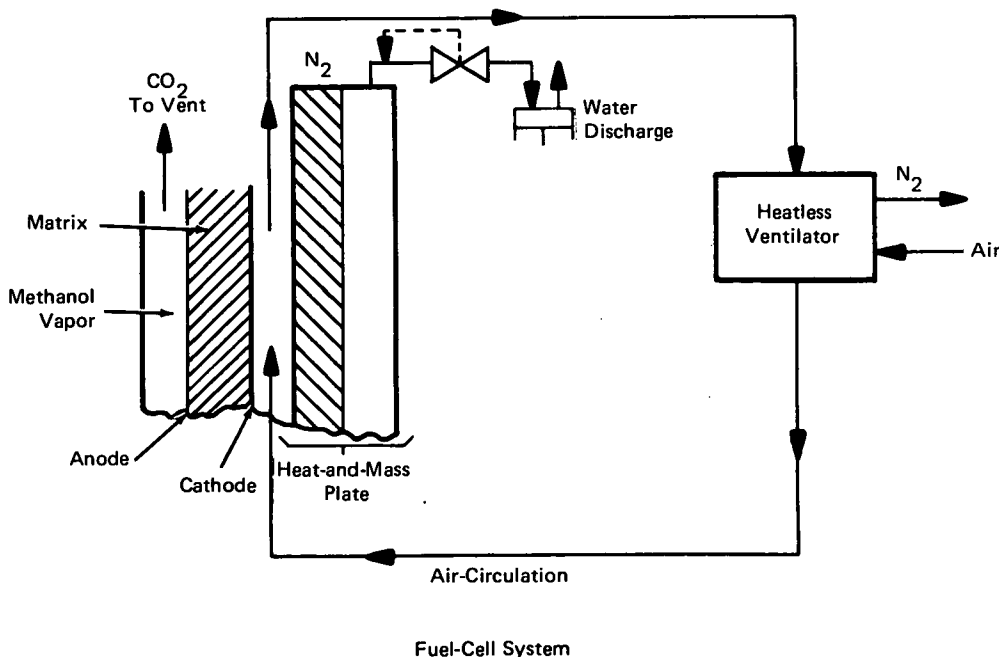 N2
CO2
To Vent
Water
Discharge
N2
Heatless
Ventilator
Air
Matrix
Methanol
Vapor
Anode
Cathode
Heat-and-Mass
Plate
Air-Circulation
Fuel-Cell System